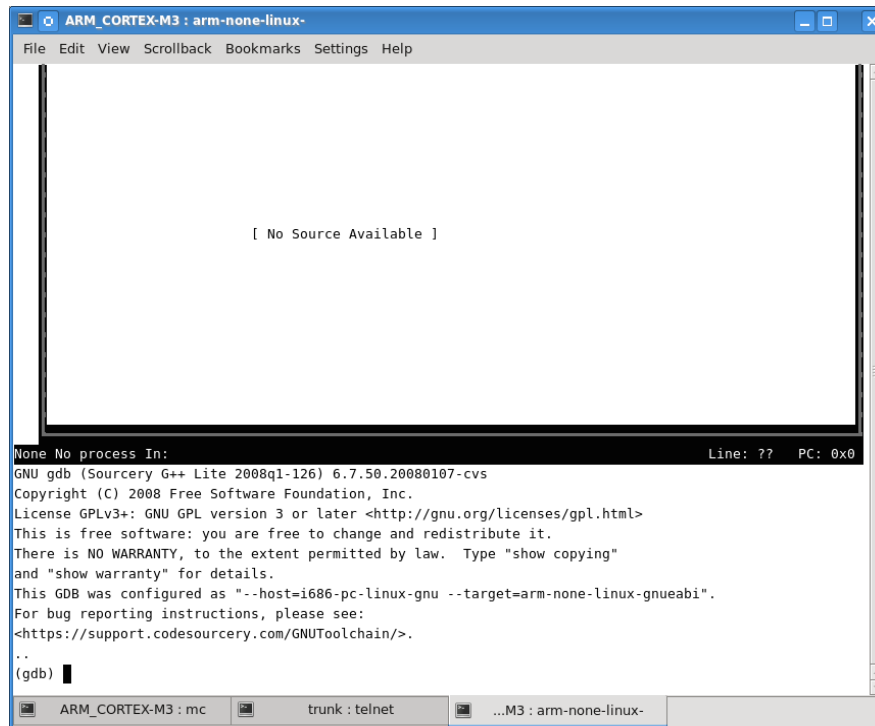 ARM_CORTEX-M3 : arm-none-linux-
File Edit View Scrollback Bookmarks Settings Help
[ No Source Available ]
None No process In: Line: ?? PC: 0x0
GNU gdb (Sourcery G++ Lite 2008q1-126) 6.7.50.20080107-cvs
Copyright (C) 2008 Free Software Foundation, Inc.
License GPLv3+: GNU GPL version 3 or later <http://gnu.org/licenses/gpl.html>
This is free software: you are free to change and redistribute it.
There is NO WARRANTY, to the extent permitted by law.  Type "show copying"
and "show warranty" for details.
This GDB was configured as "--host=i686-pc-linux-gnu --target=arm-none-linux-gnueabi".
For bug reporting instructions, please see:
<https://support.codesourcery.com/GNUToolchain/>.
..
(gdb)
ARM_CORTEX-M3 : mc trunk : telnet ...M3 : arm-none-linux-